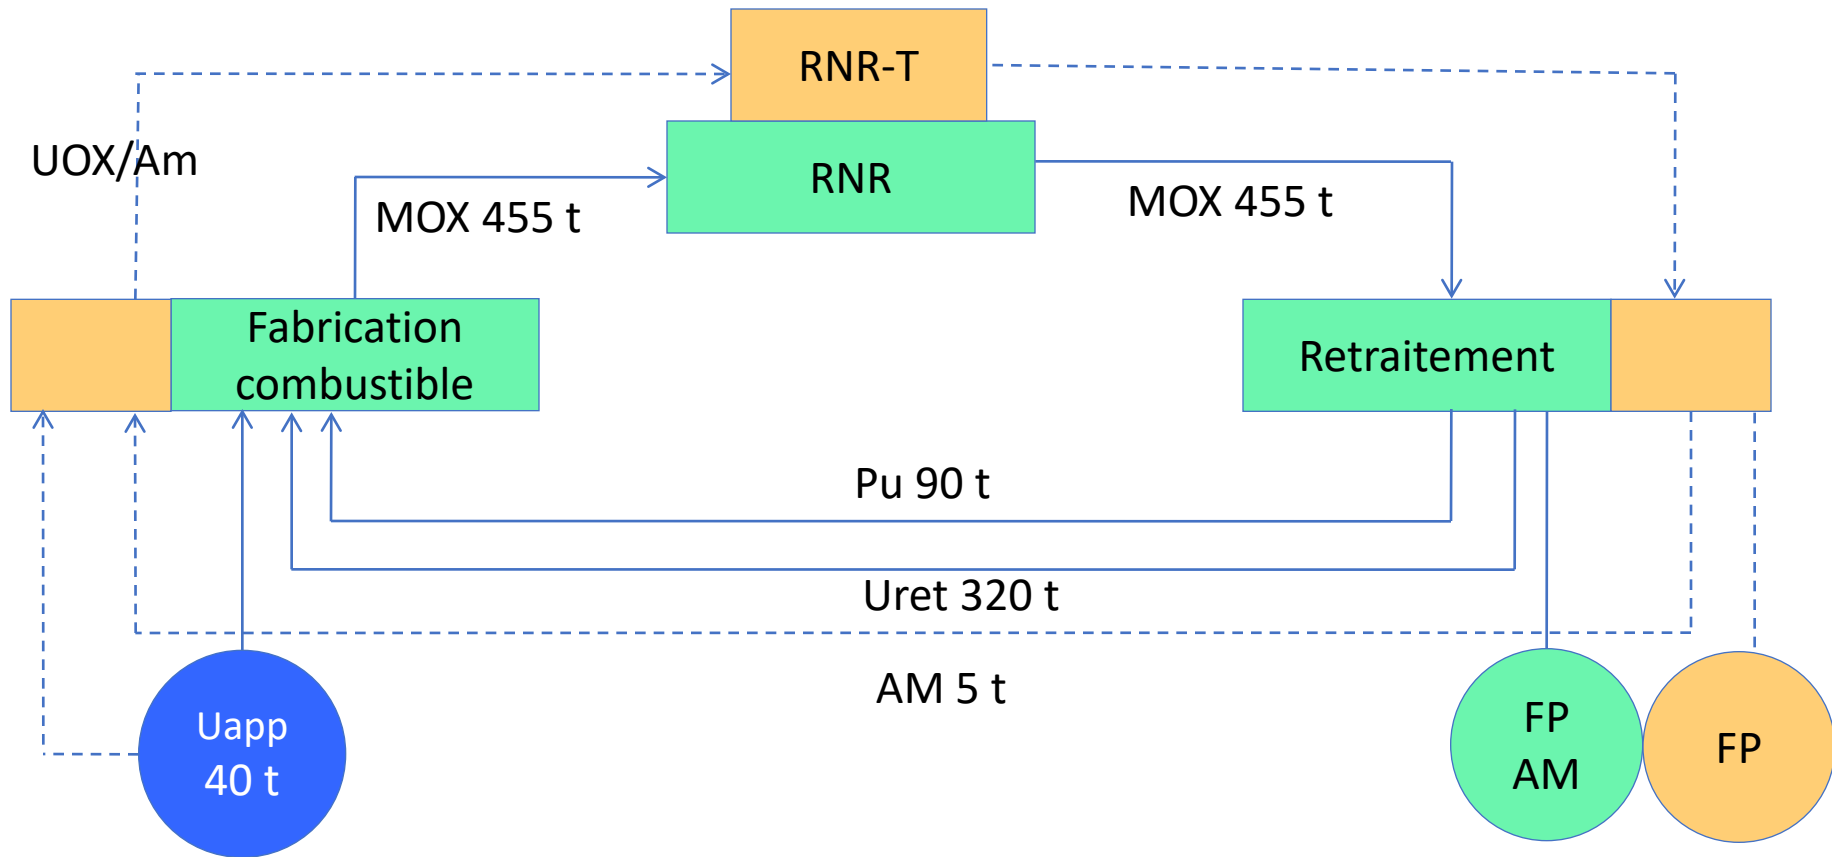 RNR-T
UOX/Am
RNR
MOX 455 t
MOX 455 t
Fabrication
combustible
Retraitement
Pu 90 t
Uret 320 t
AM 5 t
Uapp
40 t
FP
AM
FP